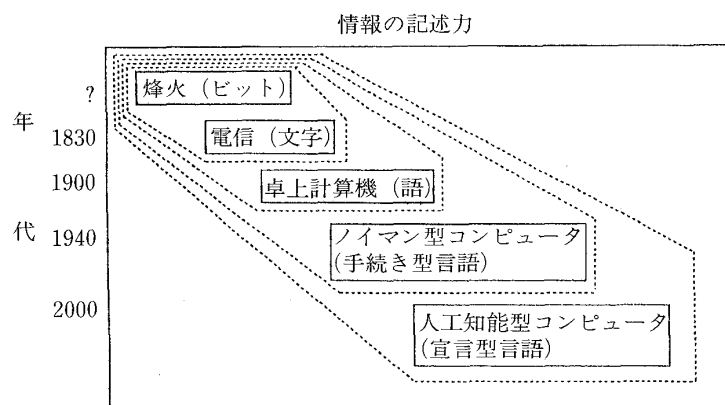 情報の記述力
年代
?
烽火(ビット)
1830
電信(文字)
1900
卓上計算機(語)
1940
ノイマン型コンピュータ
(手続き型言語)
2000
人工知能型コンピュータ
(宣言型言語)